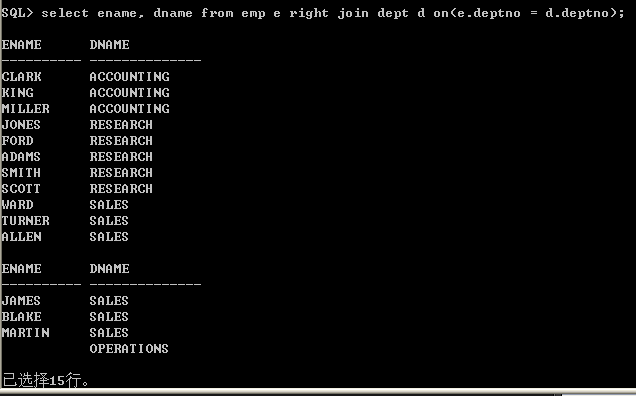 SQL> select ename, dname from emp e right join dept d on(e.deptno = d.deptno);
ENAME      DNAME
---------- --------------
CLARK      ACCOUNTING
KING       ACCOUNTING
MILLER     ACCOUNTING
JONES      RESEARCH
FORD       RESEARCH
ADAMS      RESEARCH
SMITH      RESEARCH
SCOTT      RESEARCH
WARD       SALES
TURNER     SALES
ALLEN      SALES
ENAME      DNAME
---------- --------------
JAMES      SALES
BLAKE      SALES
MARTIN     SALES
           OPERATIONS
已选择15行。